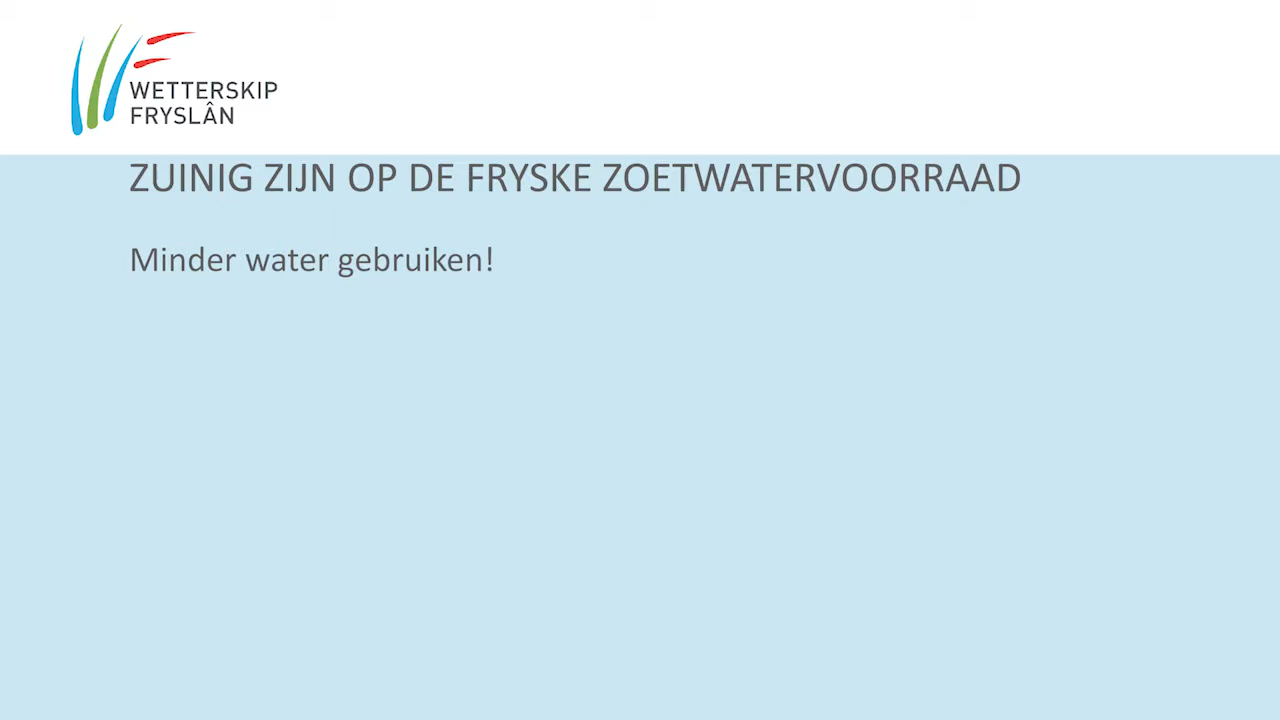 WETTERSKIP
FRYSLÂN
ZUINIG ZIJN OP DE FRYSKE ZOETWATERVOORRAAD
Minder water gebruiken!